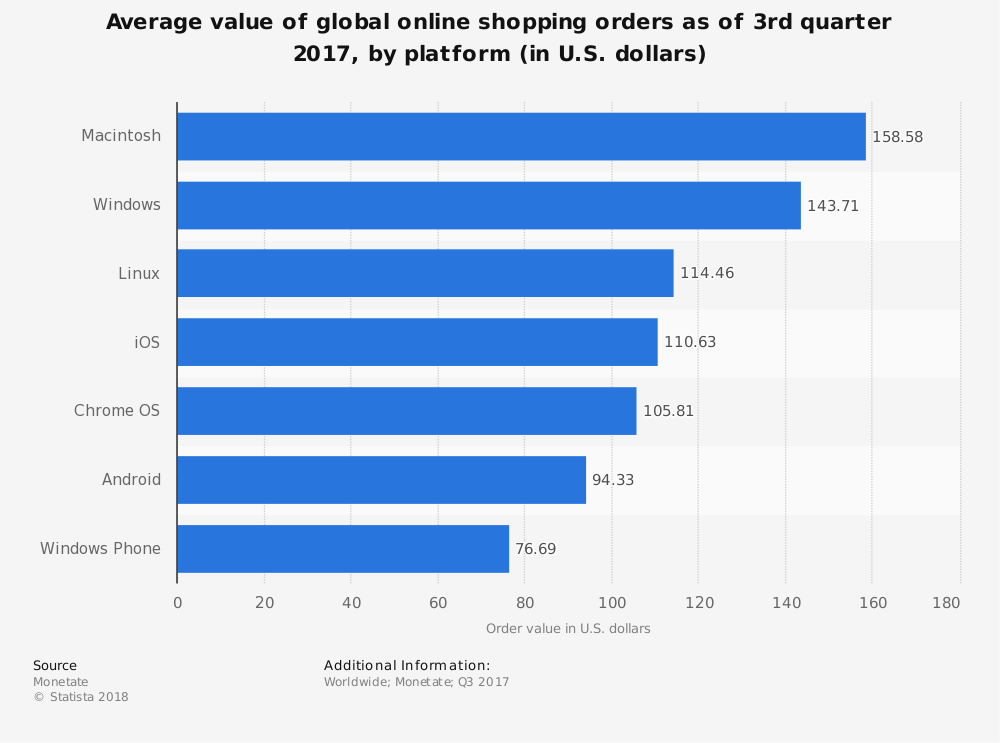 Average value of global online shopping orders as of 3rd quarter
2017, by platform (in U.S. dollars)
Macintosh 158.58
Windows 143.71
Linux 114.46
iOS 110.63
Chrome OS 105.81
Android 94.33
Windows Phone 76.69
0 20 40 60 80 100 120 140 160 180
Order value in U.S. dollars
Source
Monetate
© Statista 2018
Additional Information:
Worldwide; Monetate; Q3 2017